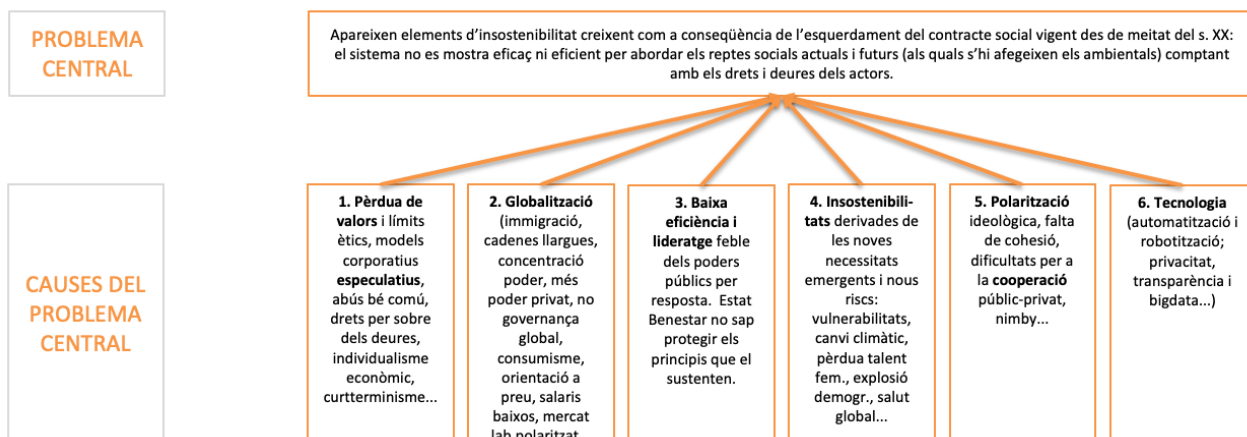 PROBLEMA
CENTRAL
Apareixen elements d’insostenibilitat creixent com a conseqüència de l’esquerdament del contracte social vigent des de meitat del s. XX:
el sistema no es mostra eficaç ni eficient per abordar els reptes socials actuals i futurs (als quals s’hi afegeixen els ambientals) comptant
amb els drets i deures dels actors.
CAUSES DEL
PROBLEMA
CENTRAL
1. Pèrdua de
valors i límits
ètics, models
corporatius
especulatius,
abús bé comú,
drets per sobre
dels deures,
individualisme
econòmic,
curtterminisme...
2. Globalització
(immigració,
cadenes llargues,
concentració
poder, més
poder privat, no
governança
global,
consumisme,
orientació a
preu, salaris
baixos, mercat
lab polaritzat
3. Baixa
eficiència i
lideratge feble
dels poders
públics per
resposta. Estat
Benestar no sap
protegir els
principis que el
sustenten.
4. Insostenibili-
tats derivades de
les noves
necessitats
emergents i nous
riscs:
vulnerabilitats,
canvi climàtic,
pèrdua talent
fem., explosió
demogr., salut
global...
5. Polarització
ideològica, falta
de cohesió,
dificultats per a
la cooperació
públic-privat,
nimby...
6. Tecnologia
(automatització i
robotització;
privacitat,
transparència i
bigdata...)